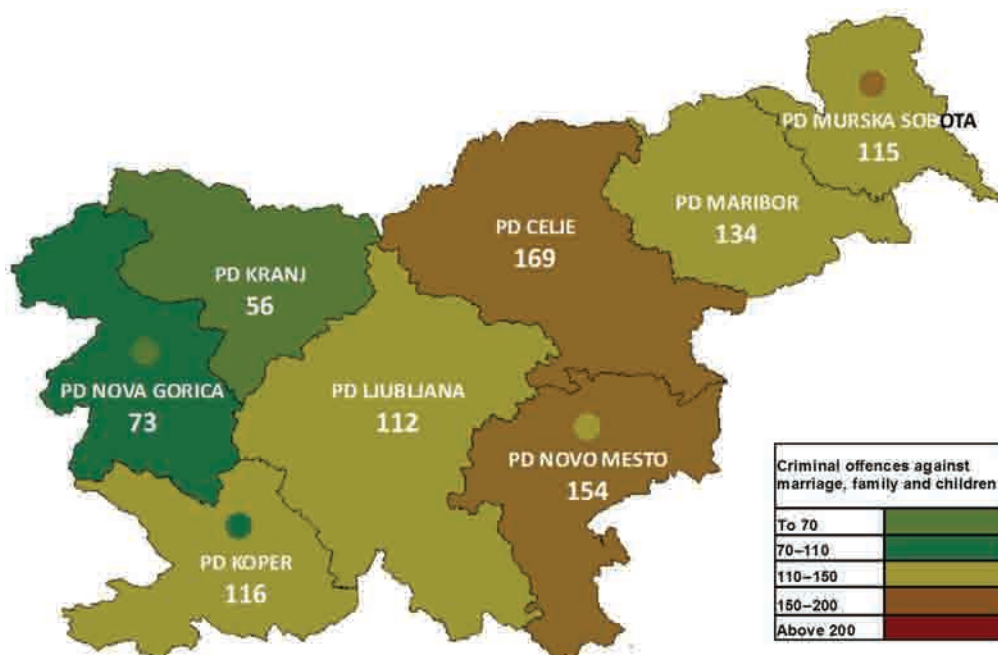 PD MURSKA SOBOTA
115
PD MARIBOR
134
PD CELJE
169
PD KRANJ
56
PD NOVA GORICA
73
PD LJUBLJANA
112
PD NOVO MESTO
154
PD KOPER
116
Criminal offences against
marriage, family and children
To 70
70–110
110–150
150–200
Above 200